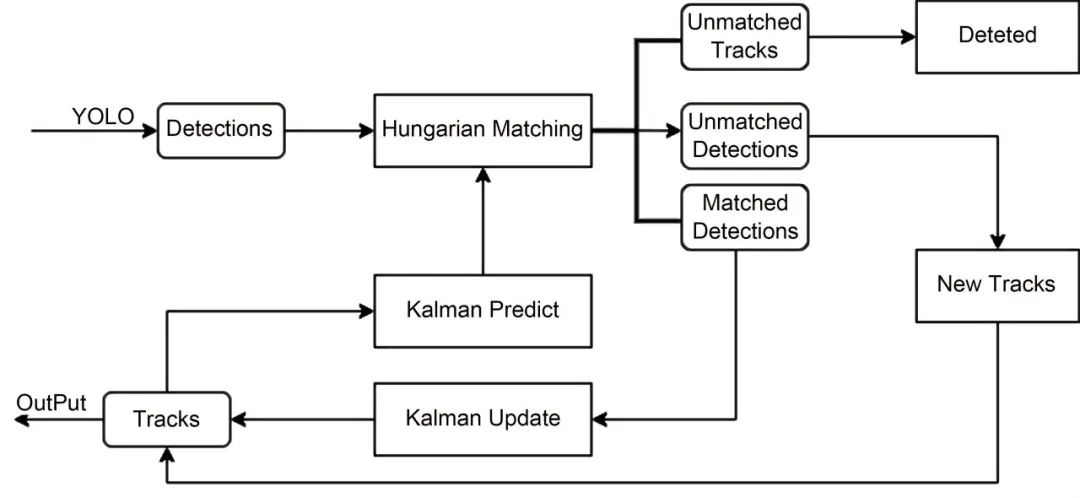 Unmatched
Tracks
Deteted
YOLO
Detections
Hungarian Matching
Unmatched
Detections
Matched
Detections
New Tracks
Kalman Predict
OutPut
Tracks
Kalman Update